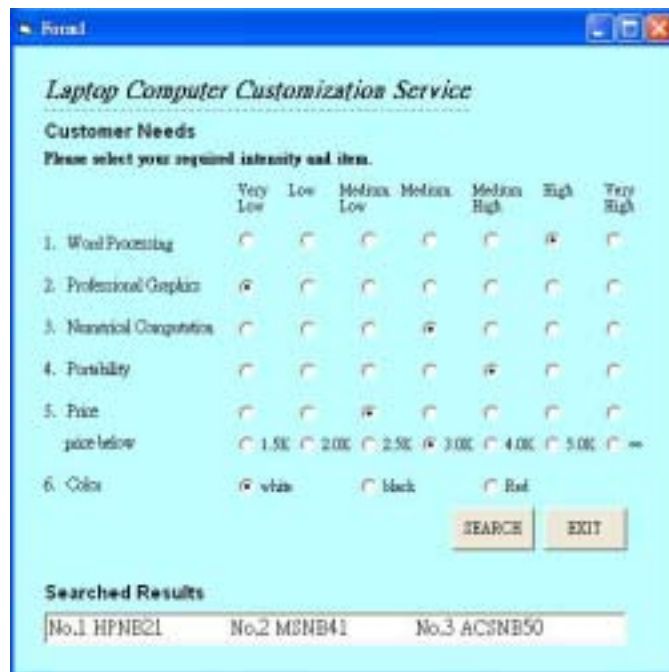 Form1
Laptop Computer Customization Service
Customer Needs
Please select your required intensity and item.
Very Low Low Medium Low Medium Medium High High Very High
1. Word Processing
2. Professional Graphics
3. Numerical Computation
4. Portability
5. Price
price below 1.5K 2.0K 2.5K 3.0K 4.0K 5.0K ∞
6. Color white black Red
SEARCH EXIT
Searched Results
No.1 HPNB21 No.2 MSNB41 No.3 ACSNB50